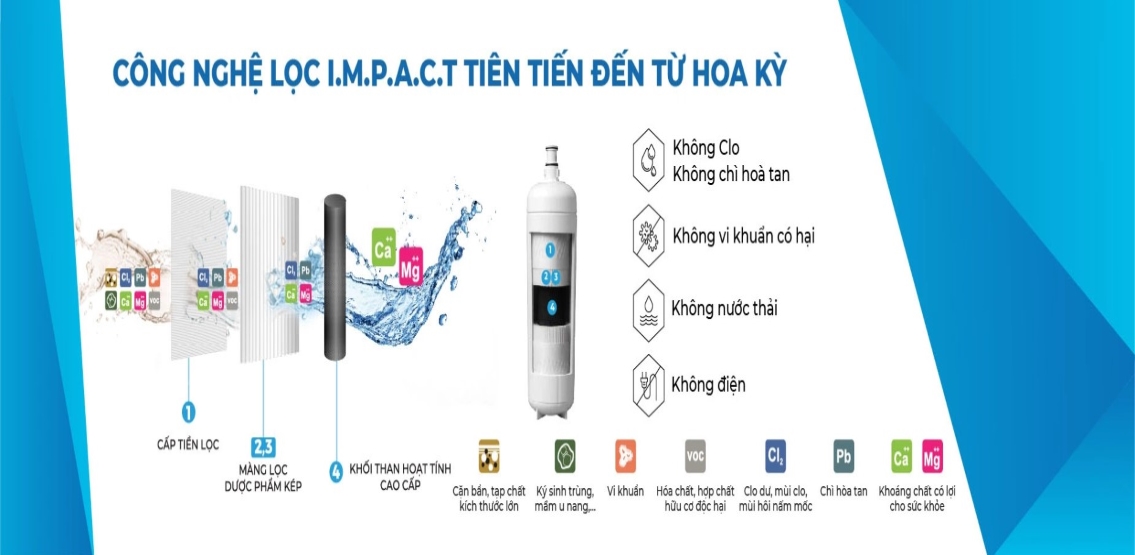 CÔNG NGHỆ LỌC I.M.P.A.C.T TIÊN TIẾN ĐẾN TỪ HOA KỲ
Không Clo
Không chì hoà tan
Không vi khuẩn có hại
Không nước thải
Không điện
Ca++
Mg++
Cl2 Pb
Ca++ Mg++ VOC
Cl2 Pb
Ca++ Mg++ VOC
Cl2 Pb
Ca++ Mg++
1
2 3
4
1
CẤP TIỀN LỌC
2,3
MÀNG LỌC
DƯỢC PHẨM KÉP
4
KHỐI THAN HOẠT TÍNH
CAO CẤP
VOC
Cl2
Pb
Ca++
Mg++
Căn bẩn, tạp chất
kích thước lớn
Ký sinh trùng,
mầm u nang,...
Vi khuẩn
Hóa chất, hợp chất
hữu cơ độc hại
Clo dư, mùi clo,
mùi hôi nấm mốc
Chì hòa tan
Khoáng chất có lợi
cho sức khỏe